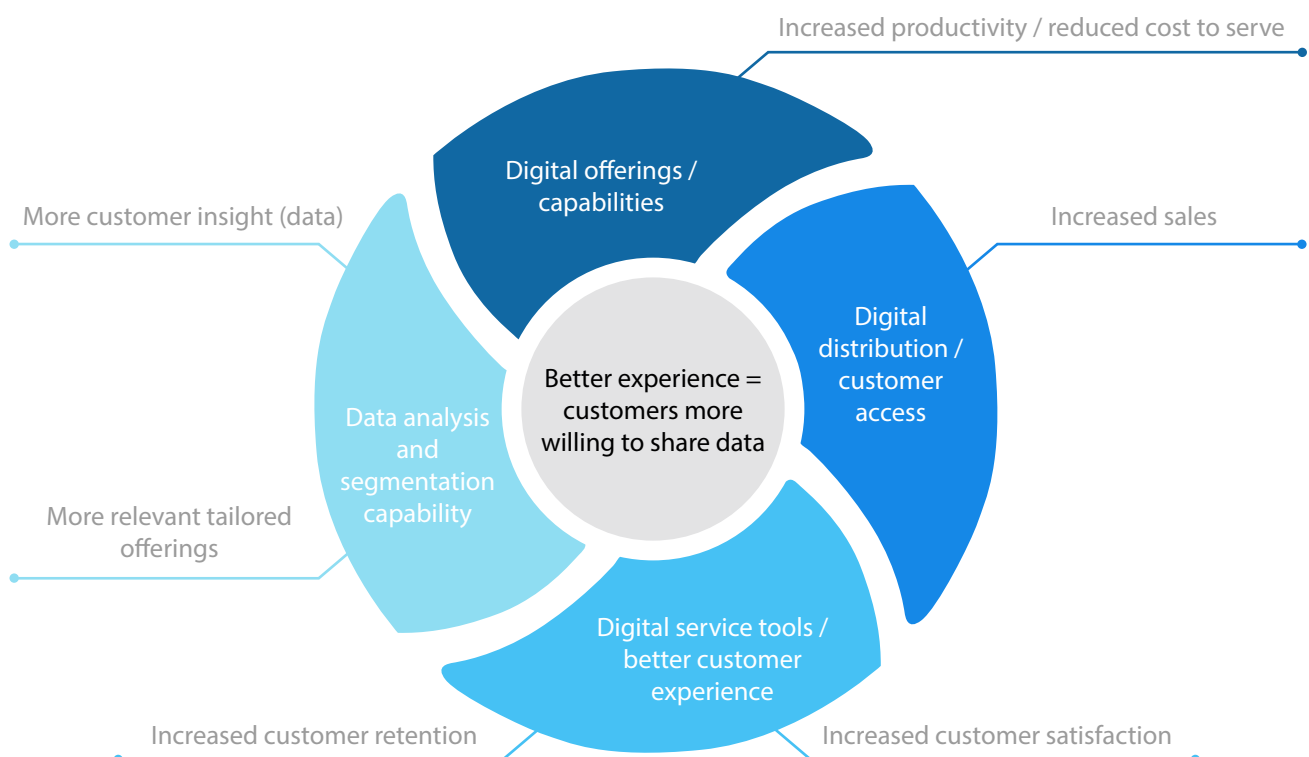 Increased productivity / reduced cost to serve
Digital offerings /
capabilities
More customer insight (data)
Increased sales
Digital
distribution /
customer
access
Better experience =
customers more
willing to share data
Data analysis
and
segmentation
capability
More relevant tailored
offerings
Digital service tools /
better customer
experience
Increased customer retention
Increased customer satisfaction